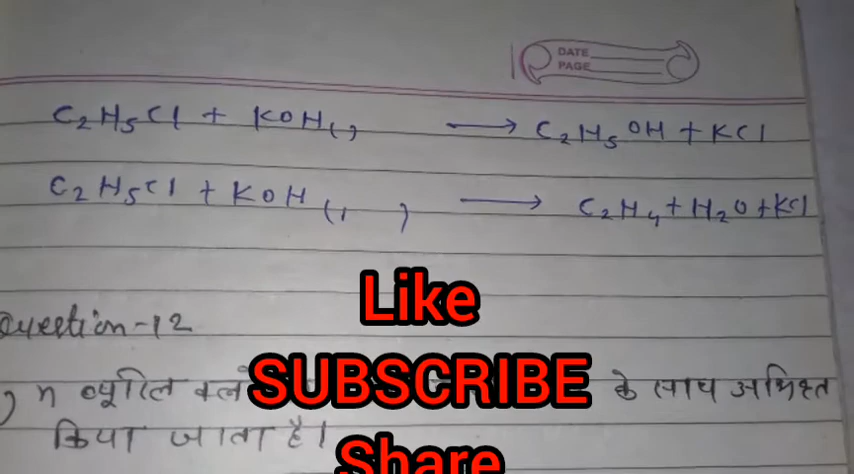 DATE
PAGE
C2H5Cl + KOH( ) ⟶ C2H5OH + KCl
C2H5Cl + KOH( ) ⟶ C2H4 + H2O + KCl
Like
Question-12
SUBSCRIBE
) n ब्यूटिल क्लो के साथ अभिकृत
किया जाता है।
Share